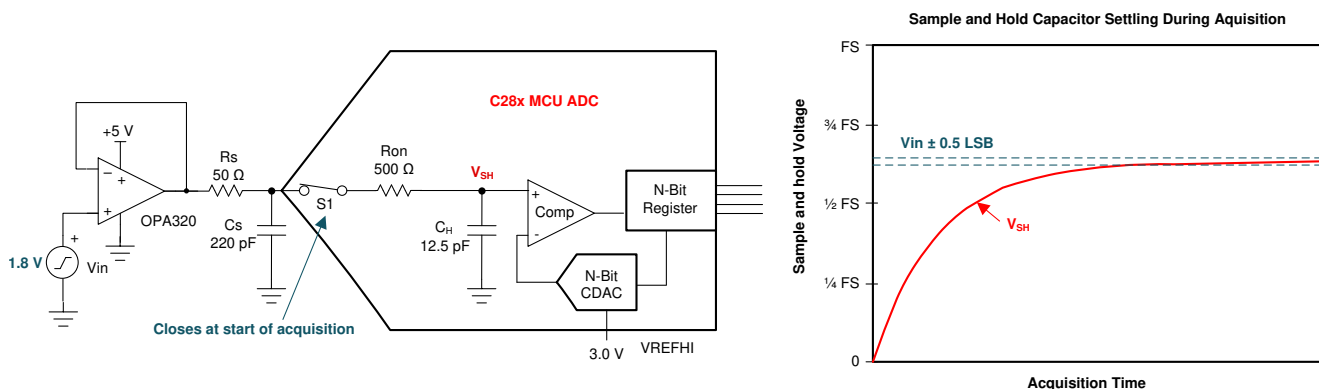 +5 V
−
+
+
OPA320
+
1.8 V
Vin
Rs
50 Ω
Cs
220 pF
S1
Closes at start of acquisition
C28x MCU ADC
Ron
500 Ω
V_SH
C_H
12.5 pF
+
Comp
-
N-Bit
Register
N-Bit
CDAC
3.0 V
VREFHI
Sample and Hold Capacitor Settling During Aquisition
Sample and hold Voltage
FS
¾ FS
½ FS
¼ FS
0
Vin ± 0.5 LSB
V_SH
Acquisition Time